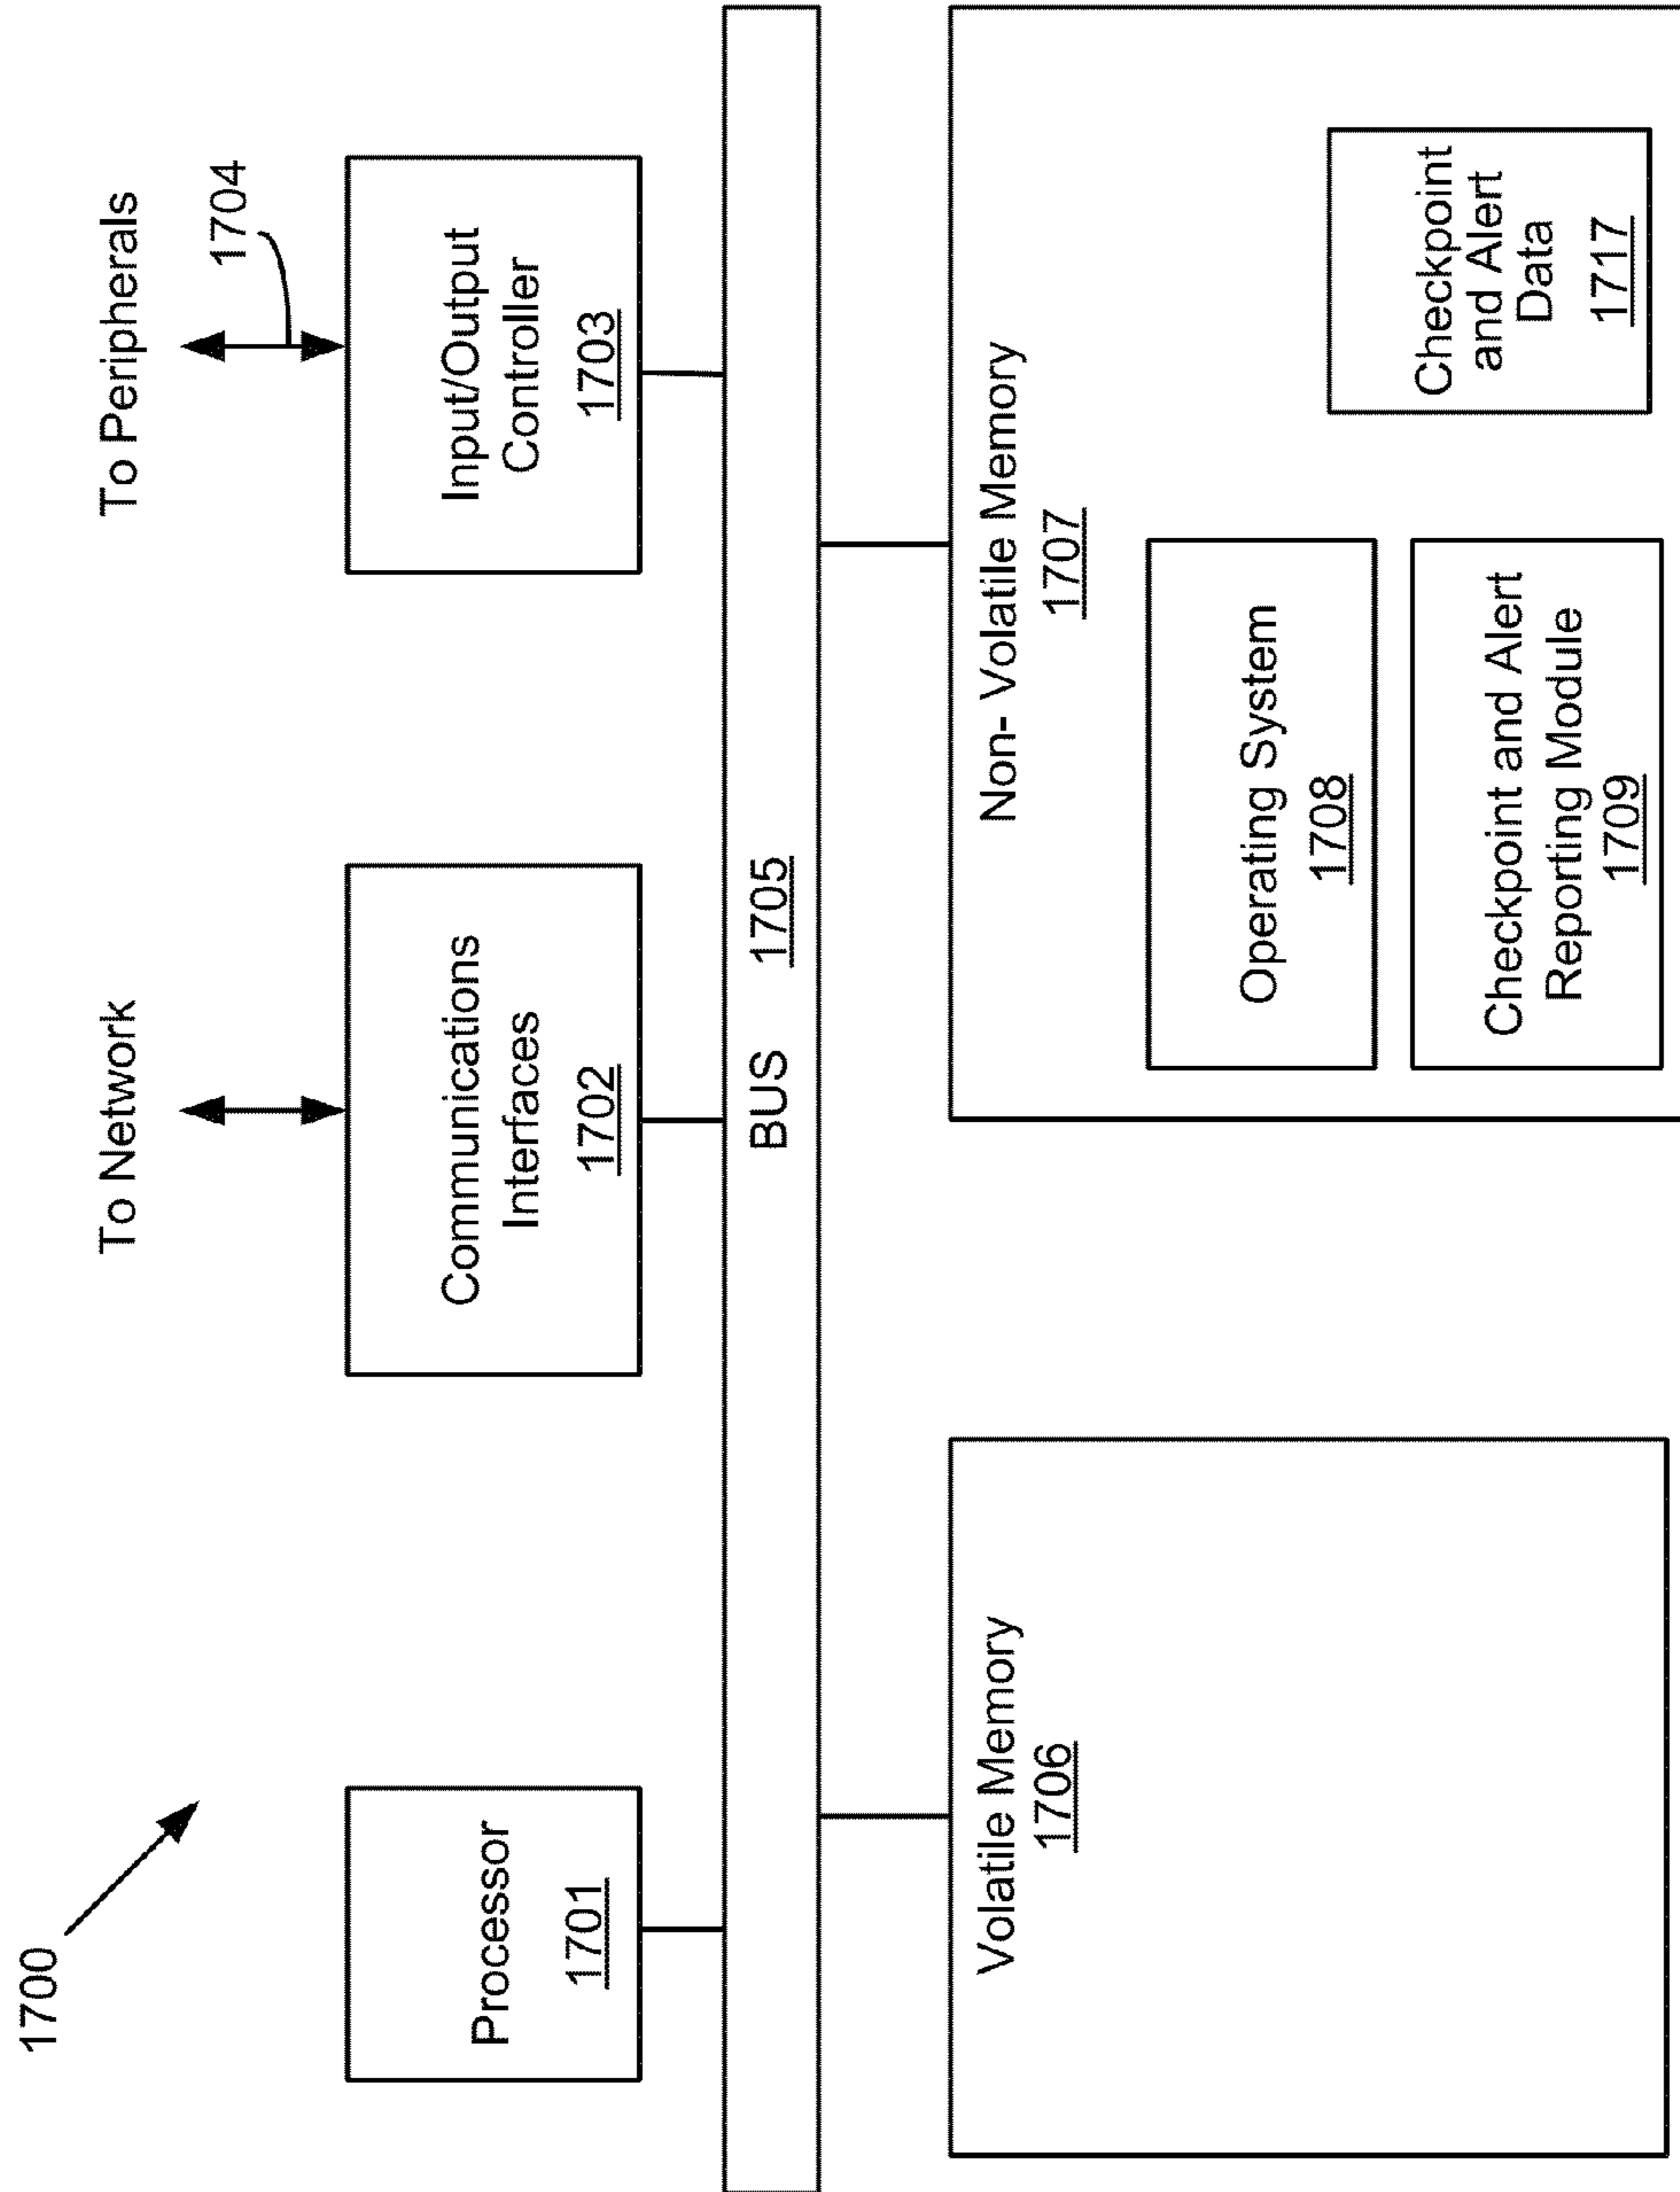 1700
To Network
To Peripherals
1704
Processor
1701
Communications
Interfaces
1702
Input/Output
Controller
1703
BUS 1705
Volatile Memory
1706
Non- Volatile Memory
1707
Operating System
1708
Checkpoint and Alert
Reporting Module
1709
Checkpoint
and Alert
Data
1717